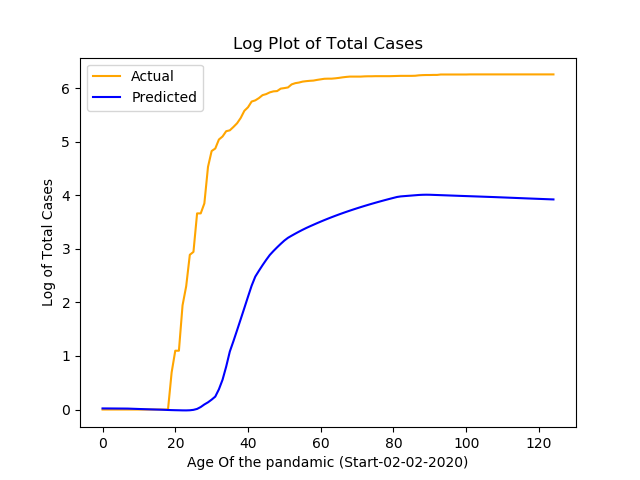 Log Plot of Total Cases
Actual
Predicted
Log of Total Cases
6
5
4
3
2
1
0
0 20 40 60 80 100 120
Age Of the pandamic (Start-02-02-2020)